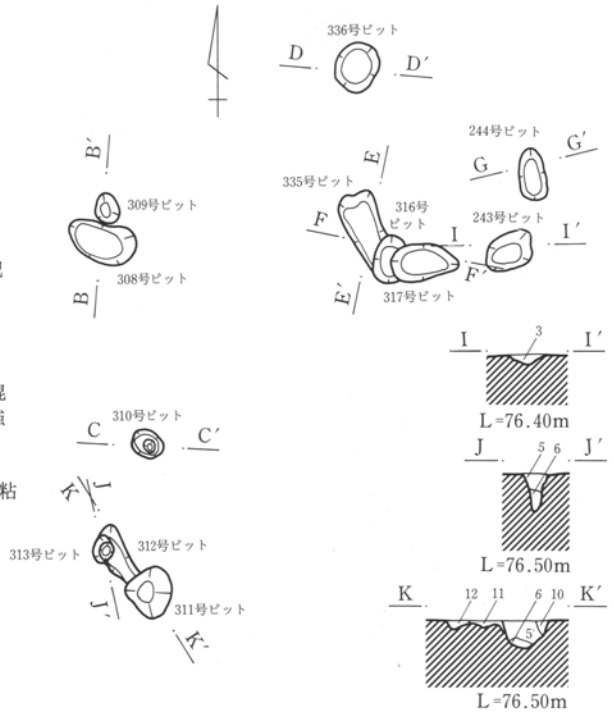 336号ピット
D D′
244号ピット
G G′
B′
309号ピット
308号ピット
B
E
335号ピット
316号
ピット
F
I
243号ピット
I′
F′
E′
317号ピット
3
I I′
L=76.40m
310号ピット
C C′
5 6
J J′
L=76.50m
粘
K J
313号ピット
312号ピット
J′
311号ピット
K′
12 11 6 10
K K′
5
L=76.50m